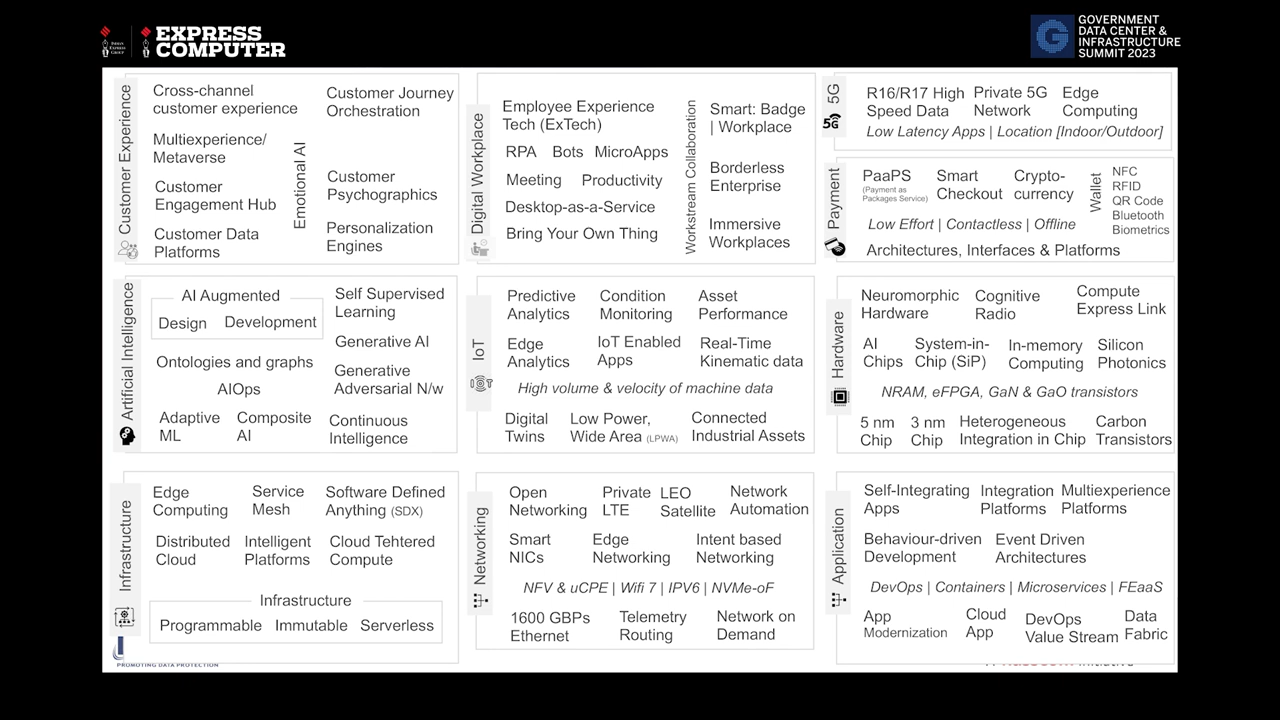 INDIAN EXPRESS GROUP
EXPRESS
COMPUTER
GOVERNMENT
DATA CENTER &
INFRASTRUCTURE
SUMMIT 2023
Customer Experience
Cross-channel
customer experience
Customer Journey
Orchestration
Multiexperience/
Metaverse
Emotional AI
Customer
Engagement Hub
Customer
Psychographics
Customer Data
Platforms
Personalization
Engines
Digital Workplace
Employee Experience
Tech (ExTech)
RPA Bots MicroApps
Meeting Productivity
Desktop-as-a-Service
Bring Your Own Thing
Workstream Collaboration
Smart: Badge
| Workplace
Borderless
Enterprise
Immersive
Workplaces
5G
5G
R16/R17 High
Speed Data
Private 5G
Network
Edge
Computing
Low Latency Apps | Location [Indoor/Outdoor]
Payment
PaaPS
(Payment as
Packages Service)
Smart
Checkout
Crypto-
currency
Wallet
NFC
RFID
QR Code
Bluetooth
Biometrics
Low Effort | Contactless | Offline
Architectures, Interfaces & Platforms
Artificial Intelligence
AI Augmented
Design Development
Self Supervised
Learning
Generative AI
Ontologies and graphs
Generative
Adversarial N/w
AIOps
Adaptive
ML
Composite
AI
Continuous
Intelligence
IoT
Predictive
Analytics
Condition
Monitoring
Asset
Performance
Edge
Analytics
IoT Enabled
Apps
Real-Time
Kinematic data
High volume & velocity of machine data
Digital
Twins
Low Power,
Wide Area (LPWA)
Connected
Industrial Assets
Hardware
Neuromorphic
Hardware
Cognitive
Radio
Compute
Express Link
AI
Chips
System-in-
Chip (SiP)
In-memory
Computing
Silicon
Photonics
NRAM, eFPGA, GaN & GaO transistors
5 nm
Chip
3 nm
Chip
Heterogeneous
Integration in Chip
Carbon
Transistors
Infrastructure
Edge
Computing
Service
Mesh
Software Defined
Anything (SDX)
Distributed
Cloud
Intelligent
Platforms
Cloud Tehtered
Compute
Infrastructure
Programmable Immutable Serverless
PROMOTING DATA PROTECTION
Networking
Open
Networking
Private
LTE
LEO
Satellite
Network
Automation
Smart
NICs
Edge
Networking
Intent based
Networking
NFV & uCPE | Wifi 7 | IPV6 | NVMe-oF
1600 GBPs
Ethernet
Telemetry
Routing
Network on
Demand
Application
Self-Integrating
Apps
Integration
Platforms
Multiexperience
Platforms
Behaviour-driven
Development
Event Driven
Architectures
DevOps | Containers | Microservices | FEaaS
App
Modernization
Cloud
App
DevOps
Value Stream
Data
Fabric